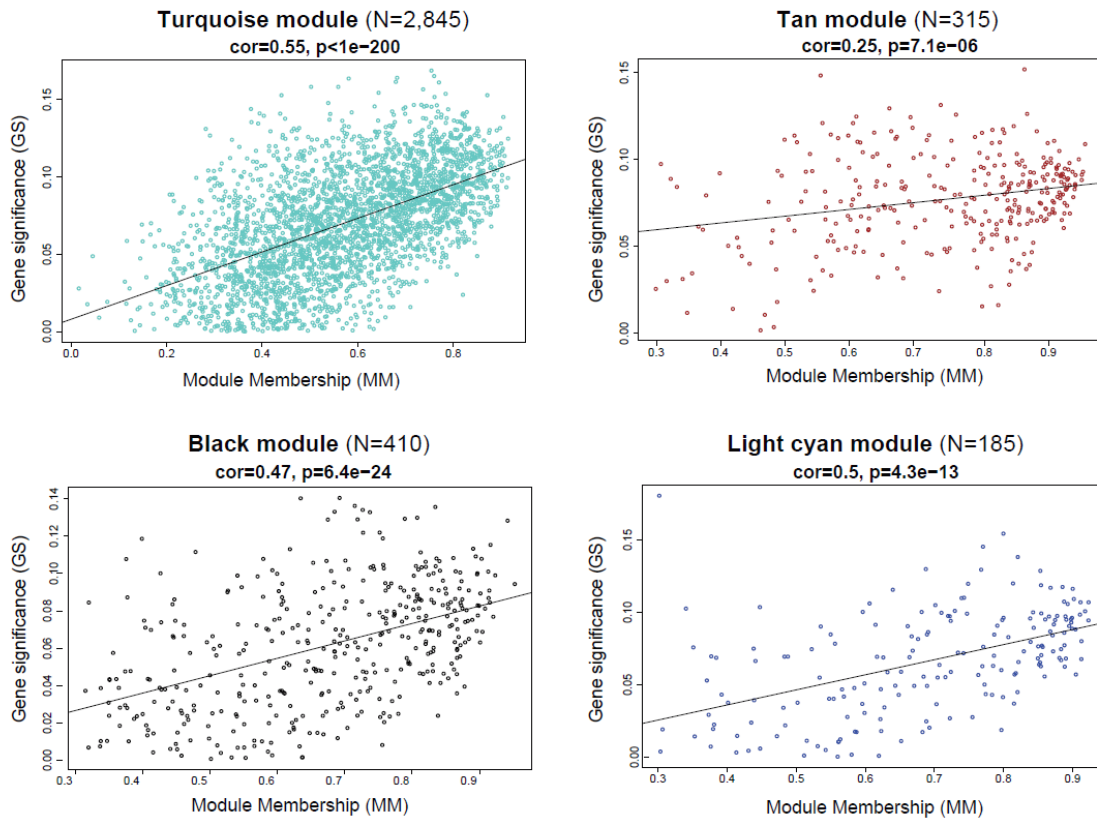 Turquoise module (N=2,845)
cor=0.55, p<1e−200
Gene significance (GS)
0.15
0.10
0.05
0.00
0.0 0.2 0.4 0.6 0.8
Module Membership (MM)
Tan module (N=315)
cor=0.25, p=7.1e−06
Gene significance (GS)
0.15
0.10
0.05
0.00
0.3 0.4 0.5 0.6 0.7 0.8 0.9
Module Membership (MM)
Black module (N=410)
cor=0.47, p=6.4e−24
Gene significance (GS)
0.14
0.12
0.10
0.08
0.06
0.04
0.02
0.00
0.3 0.4 0.5 0.6 0.7 0.8 0.9
Module Membership (MM)
Light cyan module (N=185)
cor=0.5, p=4.3e−13
Gene significance (GS)
0.15
0.10
0.05
0.00
0.3 0.4 0.5 0.6 0.7 0.8 0.9
Module Membership (MM)